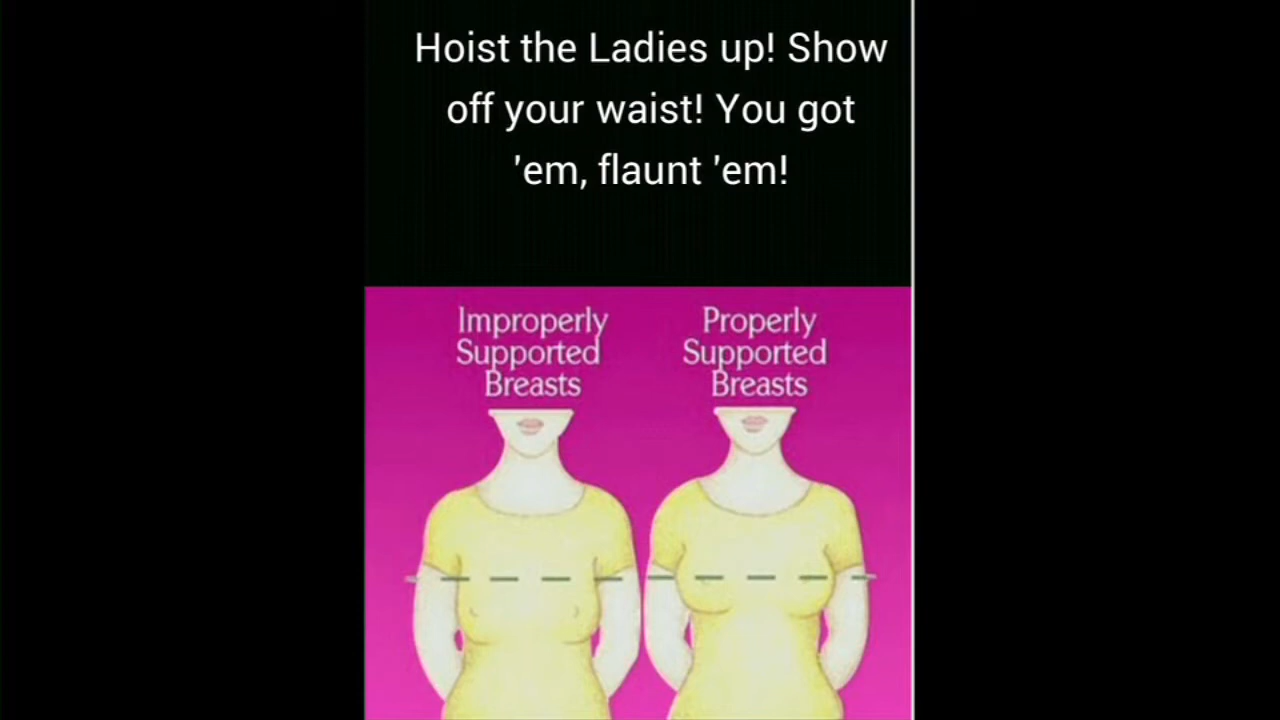 Hoist the Ladies up! Show
off your waist! You got
'em, flaunt 'em!
Improperly
Supported
Breasts
Properly
Supported
Breasts